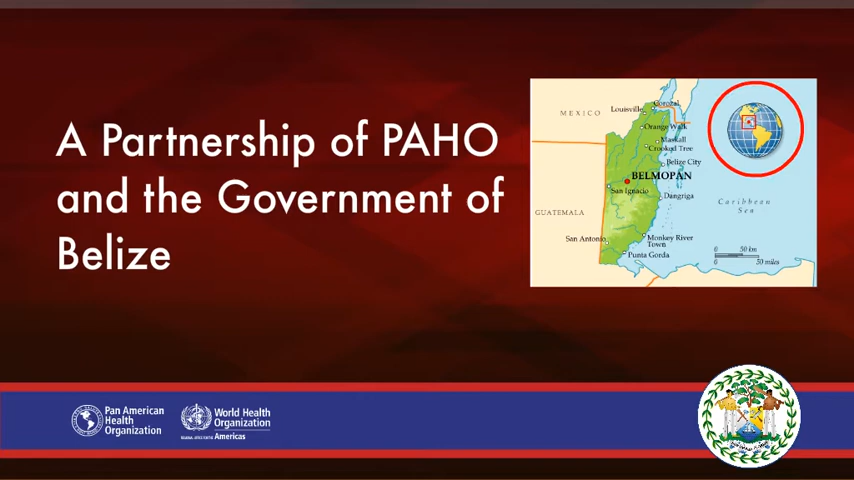 A Partnership of PAHO
and the Government of
Belize
MEXICO
Louisville
Corozal
Orange Walk
Maskall
Crooked Tree
Belize City
BELMOPAN
San Ignacio
Dangriga
Caribbean
Sea
GUATEMALA
San Antonio
Monkey River
Town
Punta Gorda
0 50 km
0 50 miles
Pan American
Health
Organization
World Health
Organization
Americas